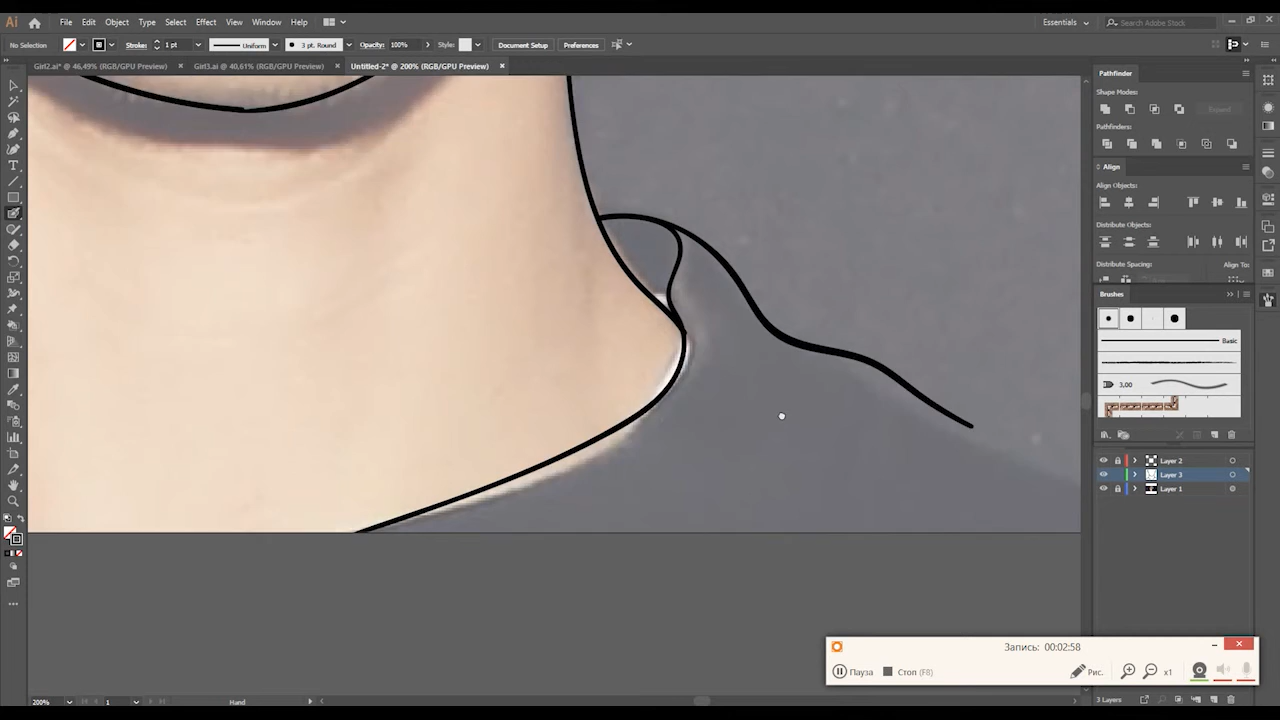 Ai File Edit Object Type Select Effect View Window Help Essentials Search Adobe Stock
No Selection Stroke: 1 pt Uniform 3 pt. Round Opacity: 100% Style: Document Setup Preferences
Girl2.ai* @ 46,49% (RGB/GPU Preview) × Girl3.ai @ 40,61% (RGB/GPU Preview) × Untitled-2* @ 200% (RGB/GPU Preview) ×
Pathfinder
Shape Modes:
Expand
Pathfinders:
Align
Align Objects:
Distribute Objects:
Distribute Spacing: Align To:
Brushes
Basic
3,00
Layer 2
Layer 3
Layer 1
Запись: 00:02:58
Пауза Стоп (F8) Рис. x1
200% 1 Hand 3 Layers